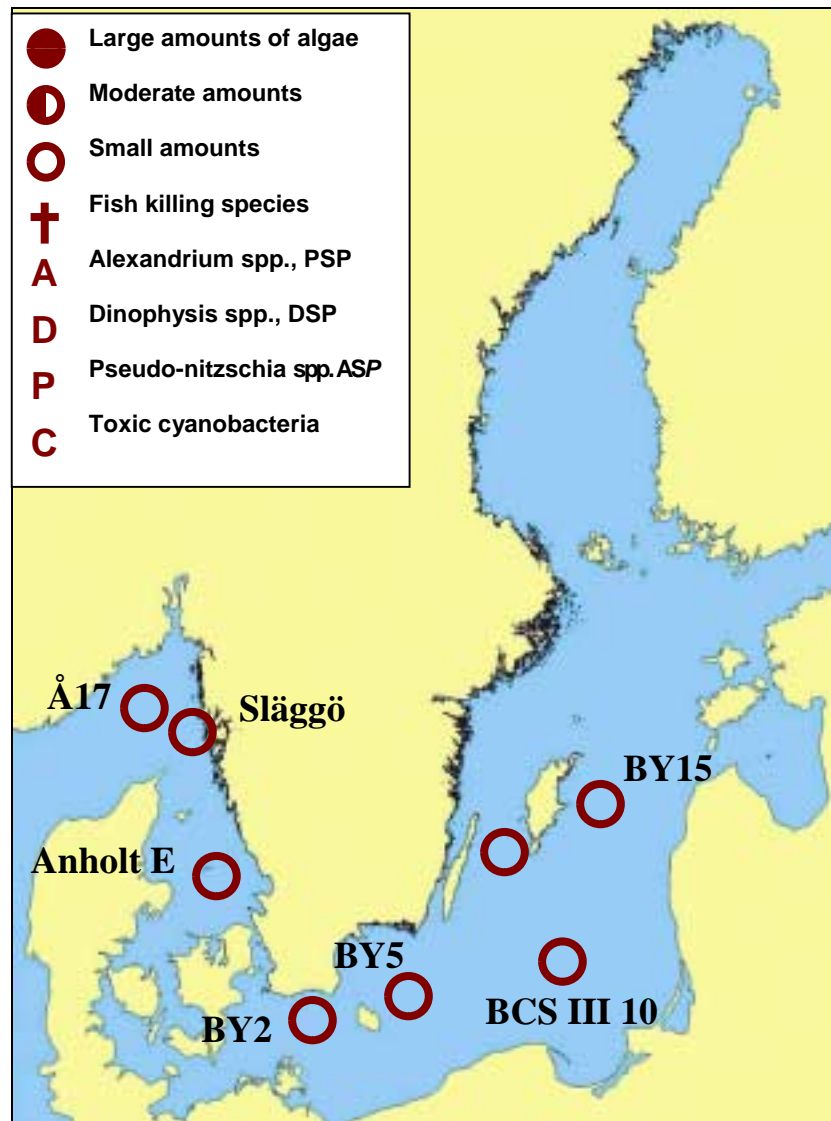 Large amounts of algae
Moderate amounts
Small amounts
Fish killing species
A Alexandrium spp., PSP
D Dinophysis spp., DSP
P Pseudo-nitzschia spp. ASP
C Toxic cyanobacteria
Å17
Släggö
BY15
Anholt E
BY5
BCS III 10
BY2